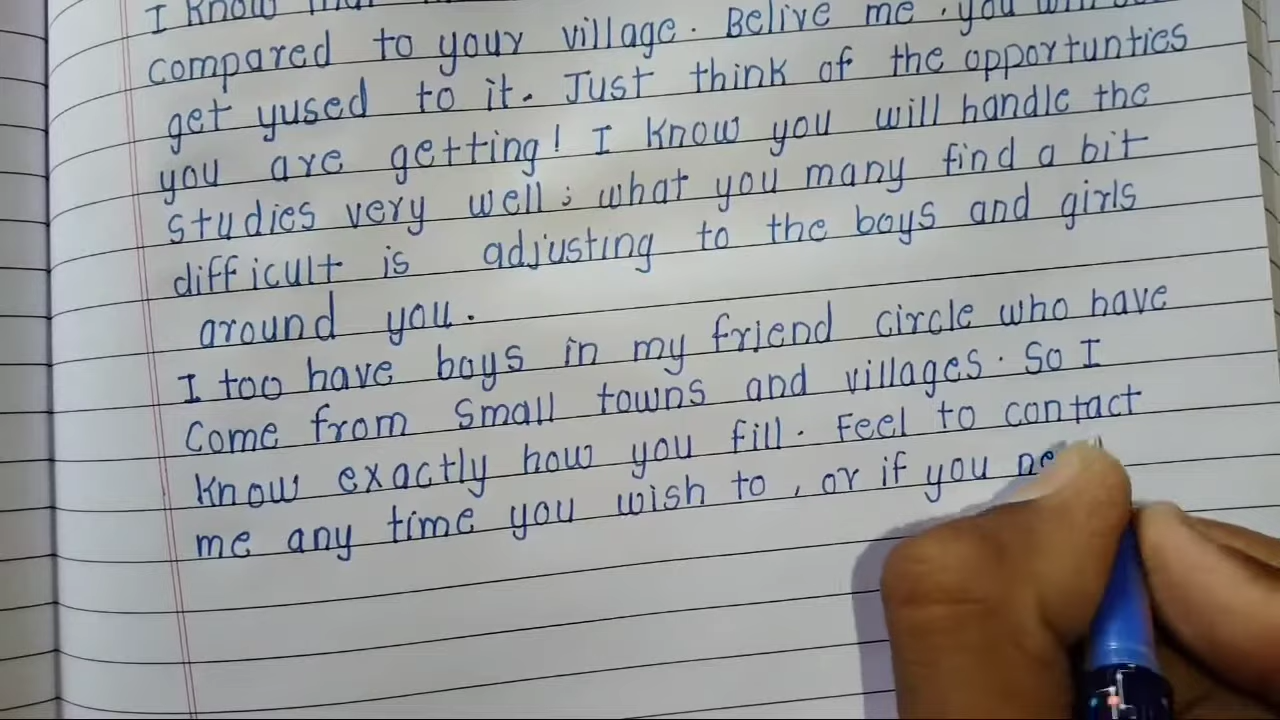 I know
compared to your village. Belive me, you
get yused to it. Just think of the opportunties
you are getting! I know you will handle the
studies very well; what you many find a bit
difficult is adjusting to the boys and girls
around you.
I too have boys in my friend circle who have
come from small towns and villages. So I
know exactly how you fill. Feel to contact
me any time you wish to, or if you